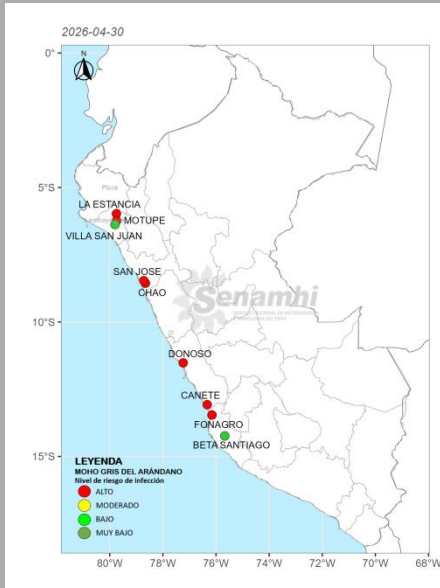 2026-04-30
N
0°
5°S
10°S
15°S
Piura
LA ESTANCIA
MOTUPE
VILLA SAN JUAN
SAN JOSE
CHAO
Senamhi
DONOSO
CANETE
FONAGRO
BETA SANTIAGO
LEYENDA
MOHO GRIS DEL ARÁNDANO
Nivel de riesgo de infección
ALTO
MODERADO
BAJO
MUY BAJO
80°W 78°W 76°W 74°W 72°W 70°W 68°W